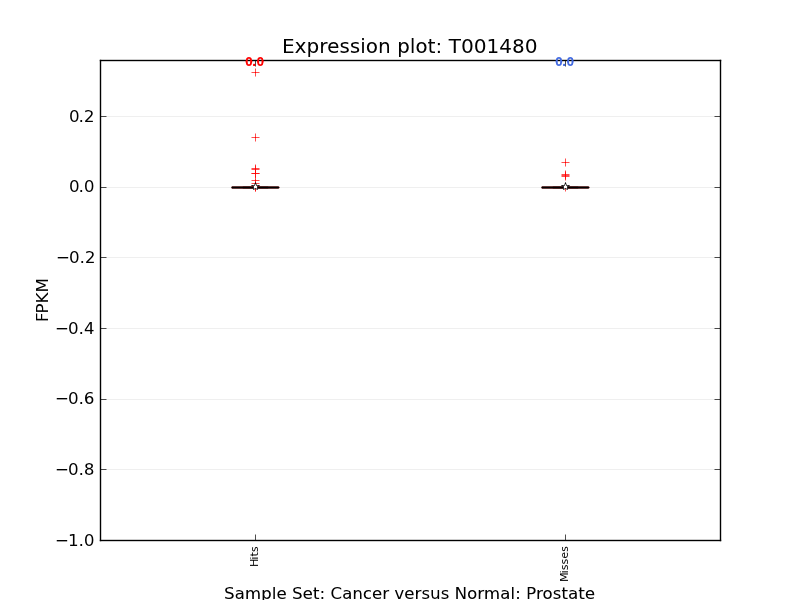 Expression plot: T001480
0.0 0.0
0.2
0.0
−0.2
−0.4
−0.6
−0.8
−1.0
FPKM
Hits Misses
Sample Set: Cancer versus Normal: Prostate